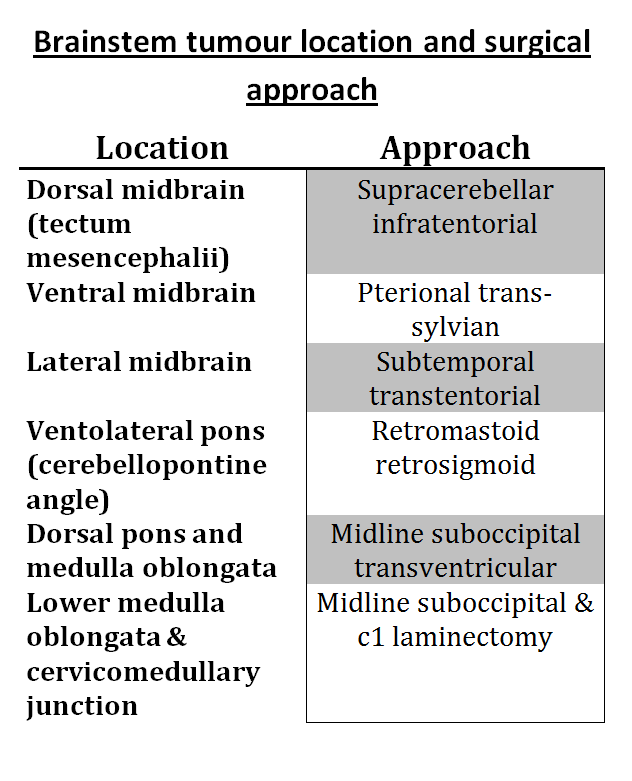 Brainstem tumour location and surgical
approach
Location Approach
Dorsal midbrain Supracerebellar
(tectum infratentorial
mesencephalii)
Ventral midbrain Pterional trans-
sylvian
Lateral midbrain Subtemporal
transtentorial
Ventolateral pons Retromastoid
(cerebellopontine retrosigmoid
angle)
Dorsal pons and Midline suboccipital
medulla oblongata transventricular
Lower medulla Midline suboccipital &
oblongata & c1 laminectomy
cervicomedullary
junction